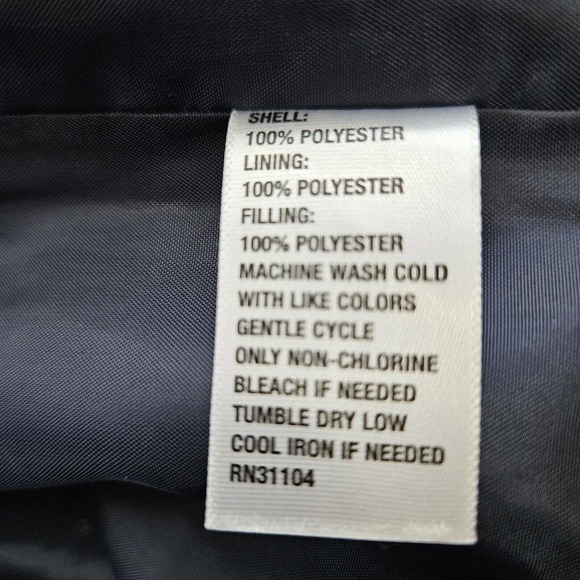 SHELL:
100% POLYESTER
LINING:
100% POLYESTER
FILLING:
100% POLYESTER
MACHINE WASH COLD
WITH LIKE COLORS
GENTLE CYCLE
ONLY NON-CHLORINE
BLEACH IF NEEDED
TUMBLE DRY LOW
COOL IRON IF NEEDED
RN31104